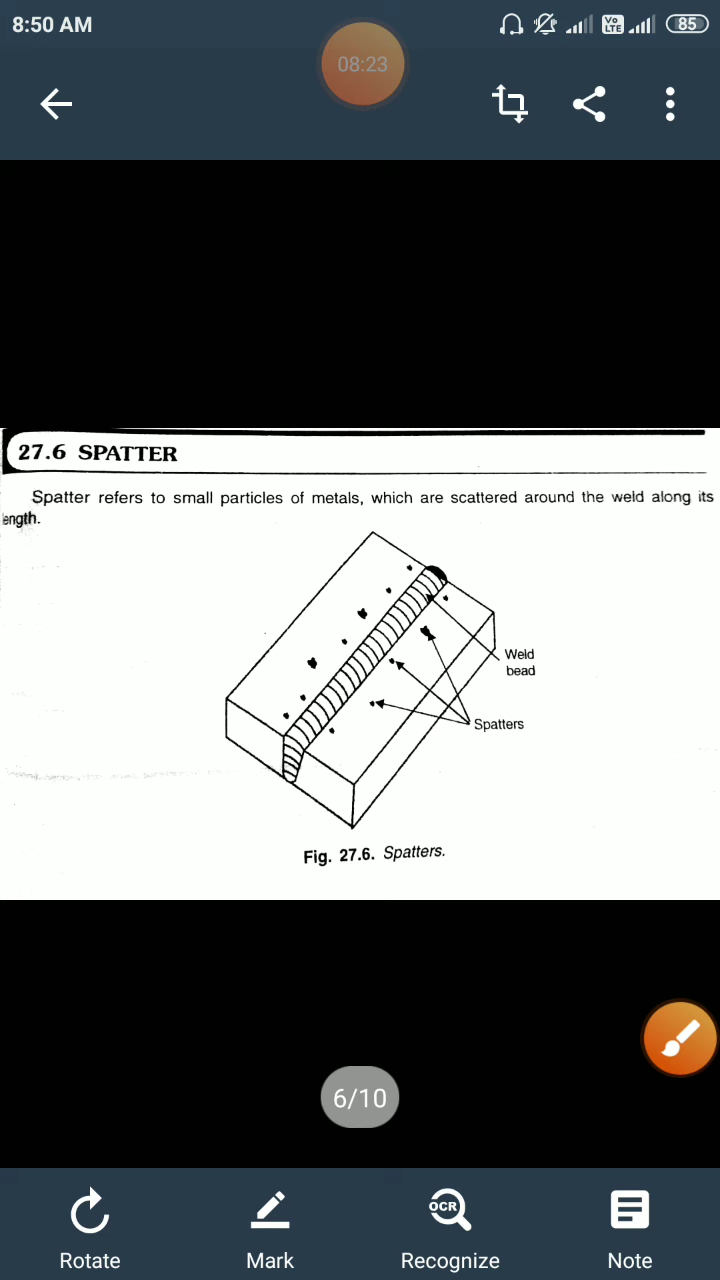 8:50 AM
Vo LTE
85
08:23
27.6 SPATTER
Spatter refers to small particles of metals, which are scattered around the weld along its
ength.
Weld
bead
Spatters
Fig. 27.6. Spatters.
6/10
OCR
Rotate
Mark
Recognize
Note